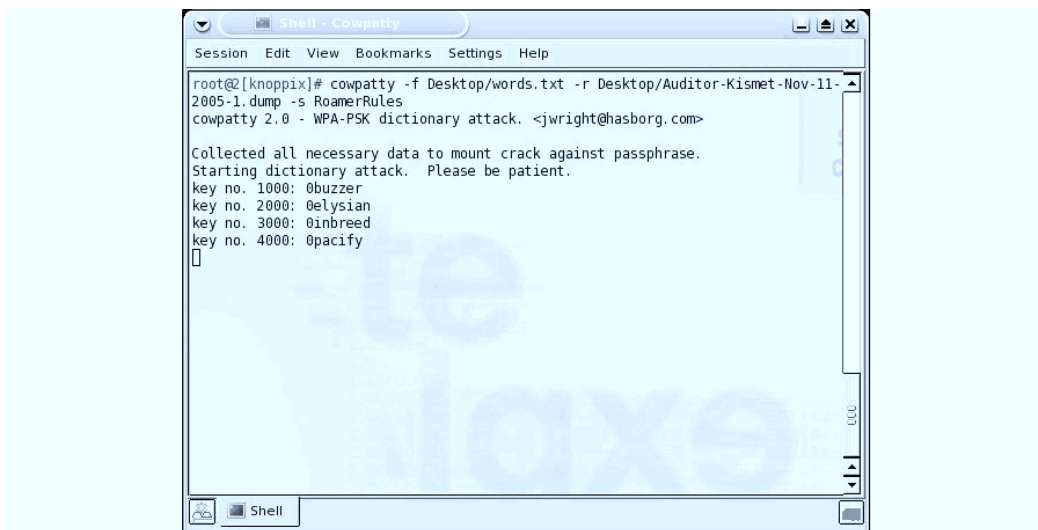 Shell - Cowpatty
Session Edit View Bookmarks Settings Help
root@2[knoppix]# cowpatty -f Desktop/words.txt -r Desktop/Auditor-Kismet-Nov-11-
2005-1.dump -s RoamerRules
cowpatty 2.0 - WPA-PSK dictionary attack. <jwright@hasborg.com>
Collected all necessary data to mount crack against passphrase.
Starting dictionary attack.  Please be patient.
key no. 1000: 0buzzer
key no. 2000: 0elysian
key no. 3000: 0inbreed
key no. 4000: 0pacify
te
Shell